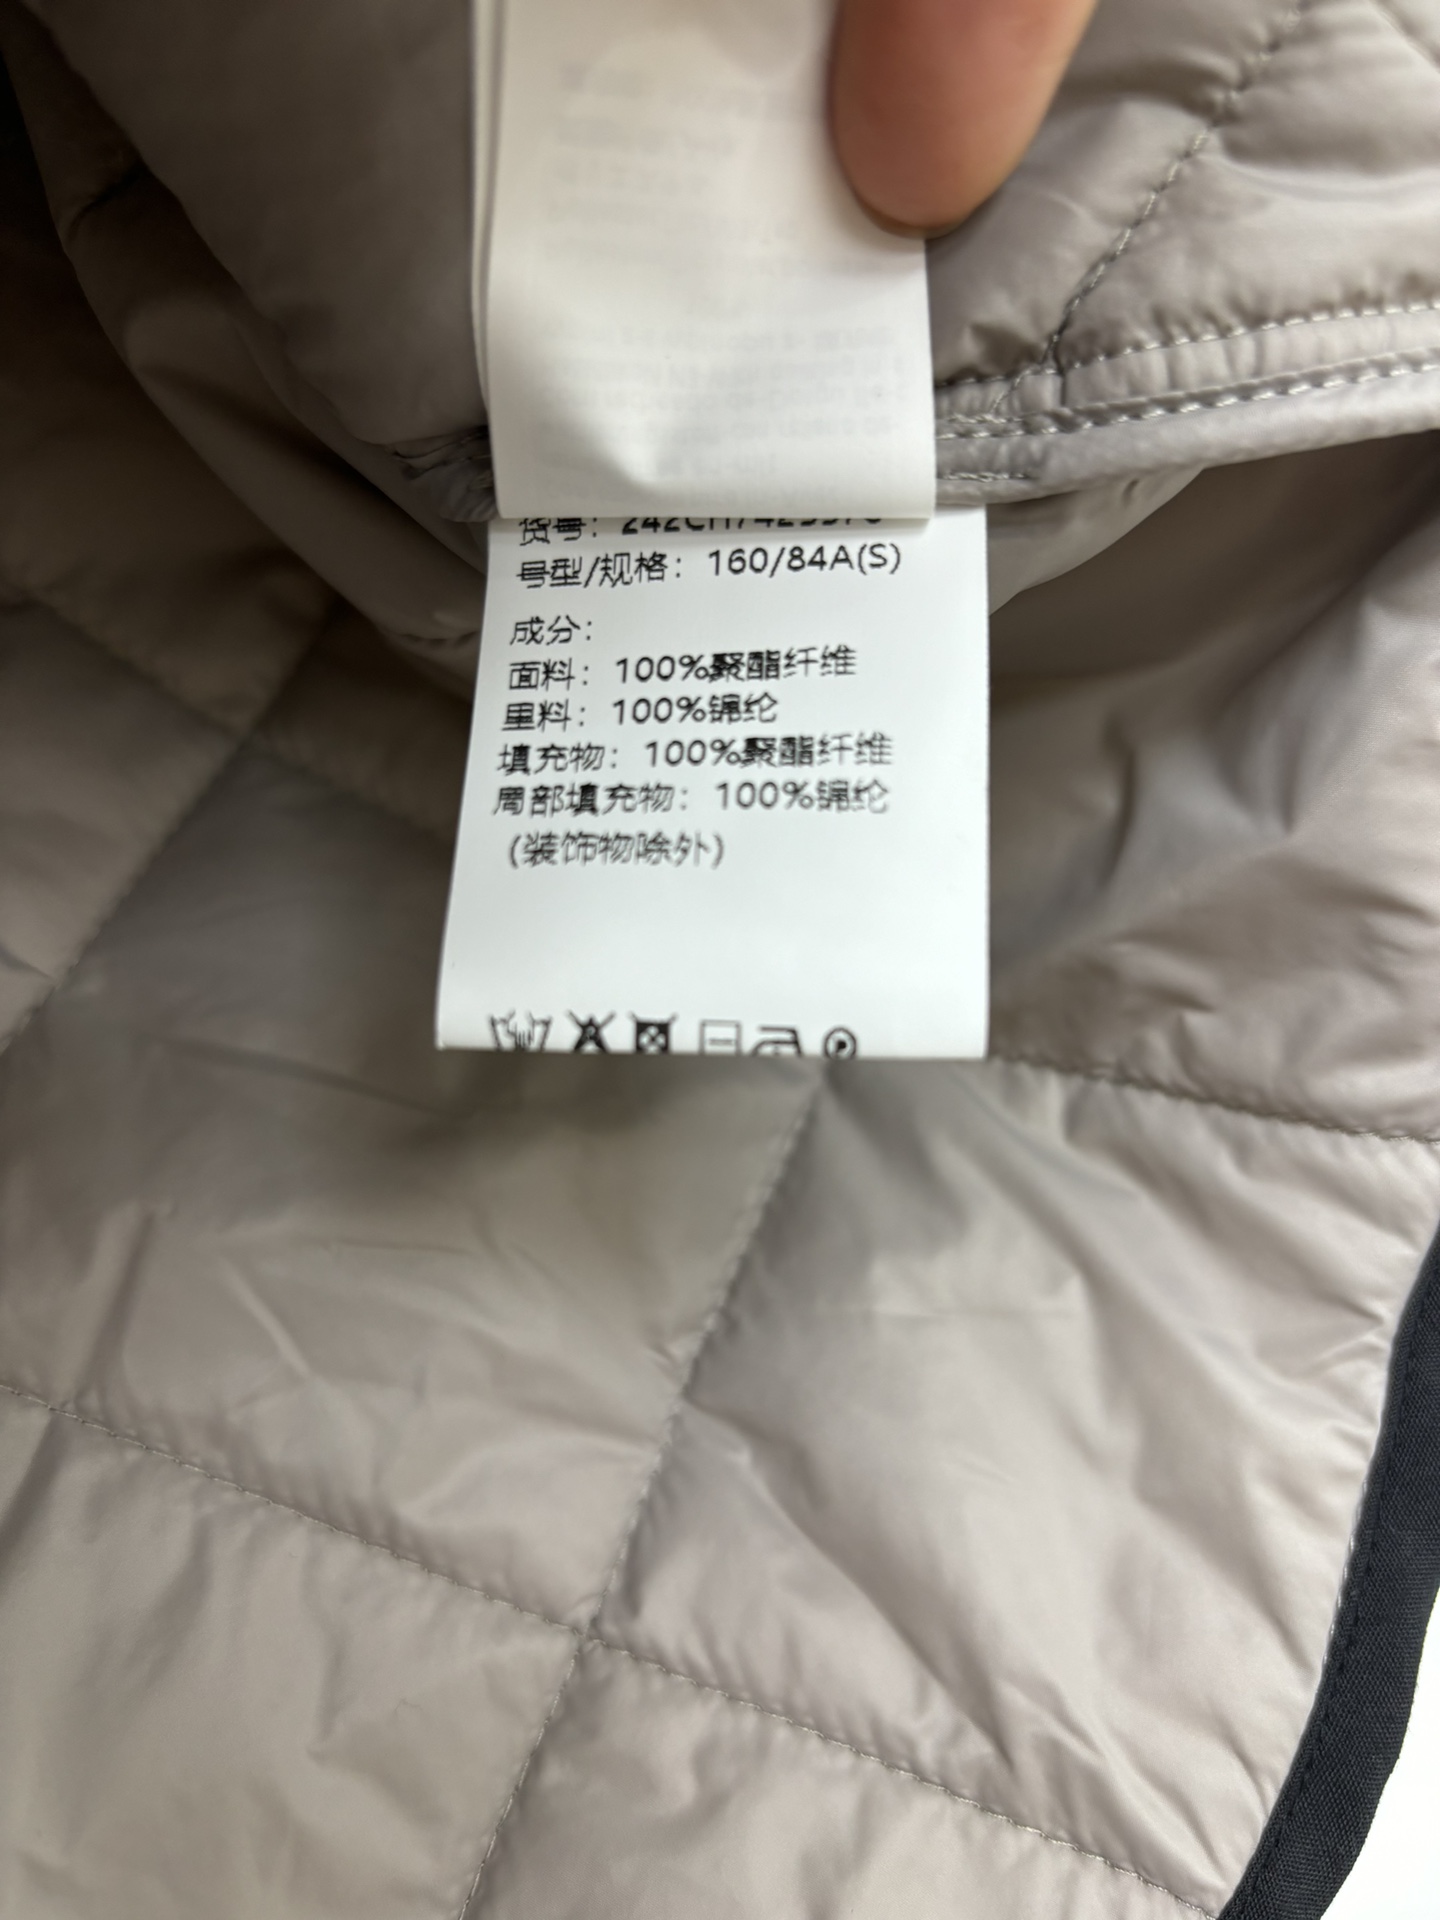 货号：
号型/规格：160/84A(S)
成分：
面料：100%聚酯纤维
里料：100%锦纶
填充物：100%聚酯纤维
局部填充物：100%锦纶
(装饰物除外)